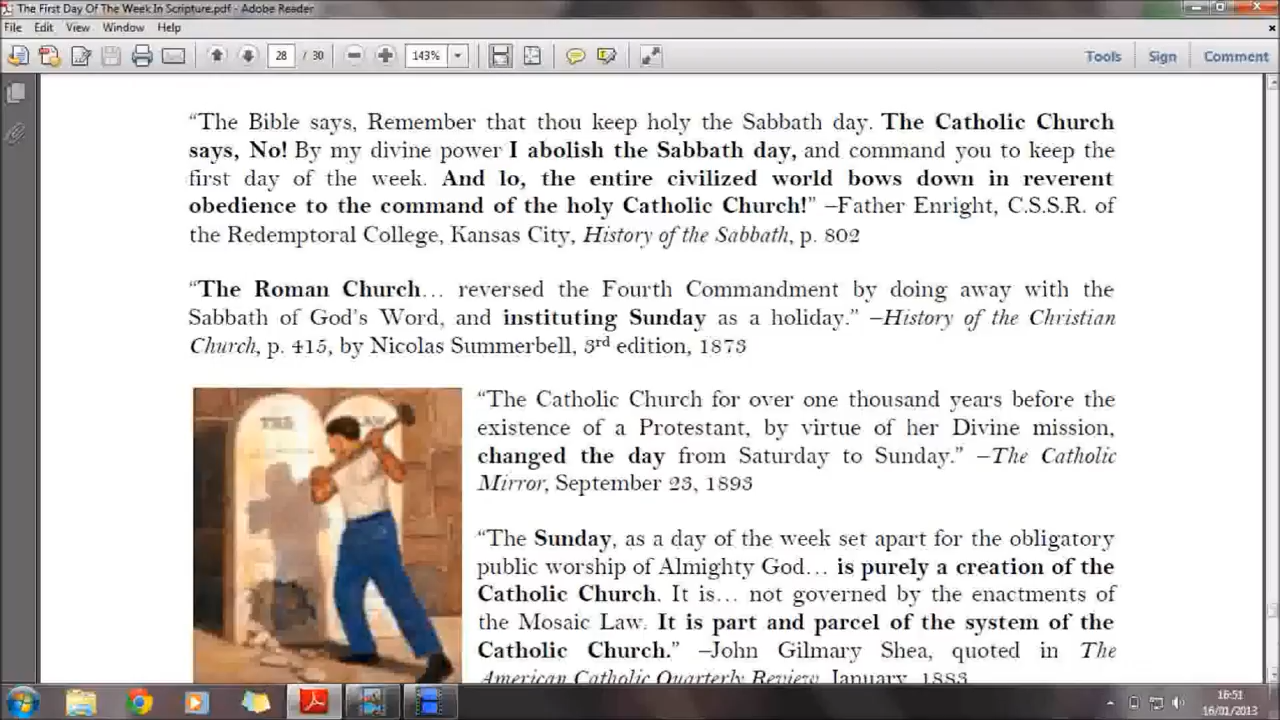 The First Day Of The Week In Scripture.pdf - Adobe Reader
File Edit View Window Help
28 / 30 143% Tools Sign Comment
“The Bible says, Remember that thou keep holy the Sabbath day. The Catholic Church
says, No! By my divine power I abolish the Sabbath day, and command you to keep the
first day of the week. And lo, the entire civilized world bows down in reverent
obedience to the command of the holy Catholic Church!” –Father Enright, C.S.S.R. of
the Redemptoral College, Kansas City, History of the Sabbath, p. 802
“The Roman Church… reversed the Fourth Commandment by doing away with the
Sabbath of God’s Word, and instituting Sunday as a holiday.” –History of the Christian
Church, p. 415, by Nicolas Summerbell, 3rd edition, 1873
THE
“The Catholic Church for over one thousand years before the
existence of a Protestant, by virtue of her Divine mission,
changed the day from Saturday to Sunday.” –The Catholic
Mirror, September 23, 1893
“The Sunday, as a day of the week set apart for the obligatory
public worship of Almighty God… is purely a creation of the
Catholic Church. It is… not governed by the enactments of
the Mosaic Law. It is part and parcel of the system of the
Catholic Church.” –John Gilmary Shea, quoted in The
American Catholic Quarterly Review, January, 1883
16:51
16/01/2013